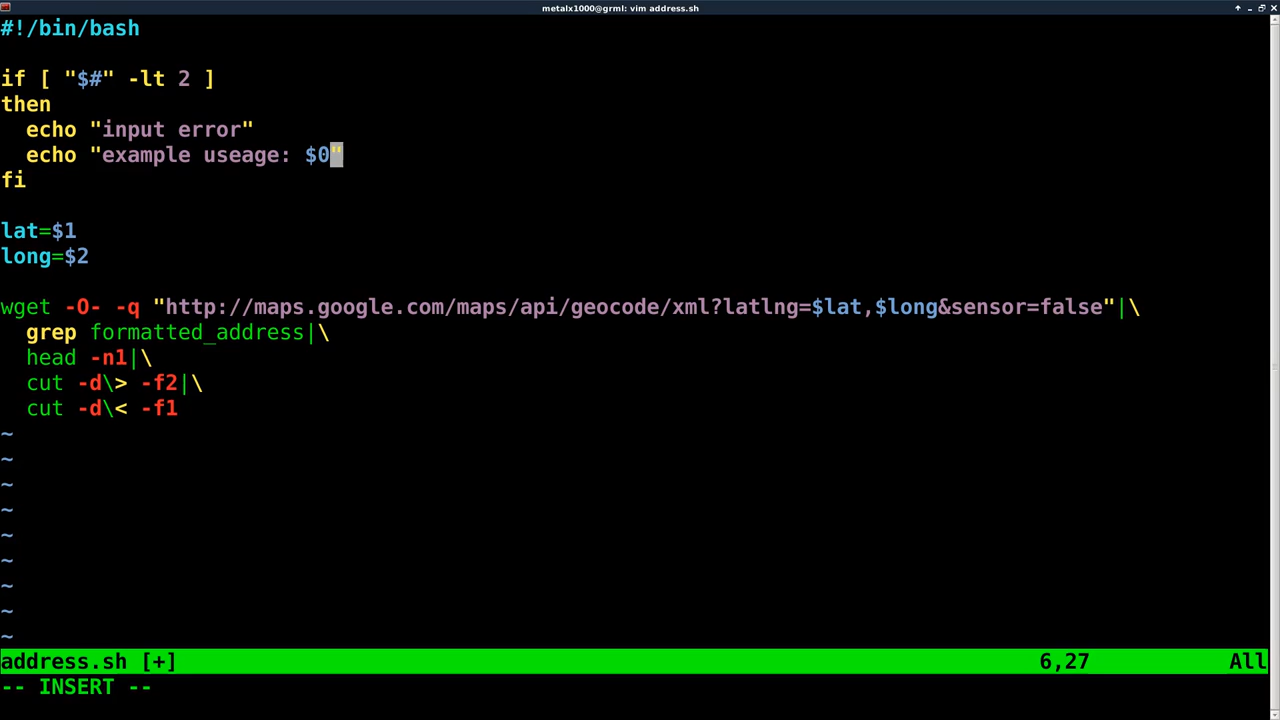 metalx1000@grml: vim address.sh
#!/bin/bash
if [ "$#" -lt 2 ]
then
  echo "input error"
  echo "example useage: $0"
fi
lat=$1
long=$2
wget -O- -q "http://maps.google.com/maps/api/geocode/xml?latlng=$lat,$long&sensor=false"|\
  grep formatted_address|\
  head -n1|\
  cut -d\> -f2|\
  cut -d\< -f1
~
~
~
~
~
~
~
~
~
address.sh [+] 6,27 All
-- INSERT --